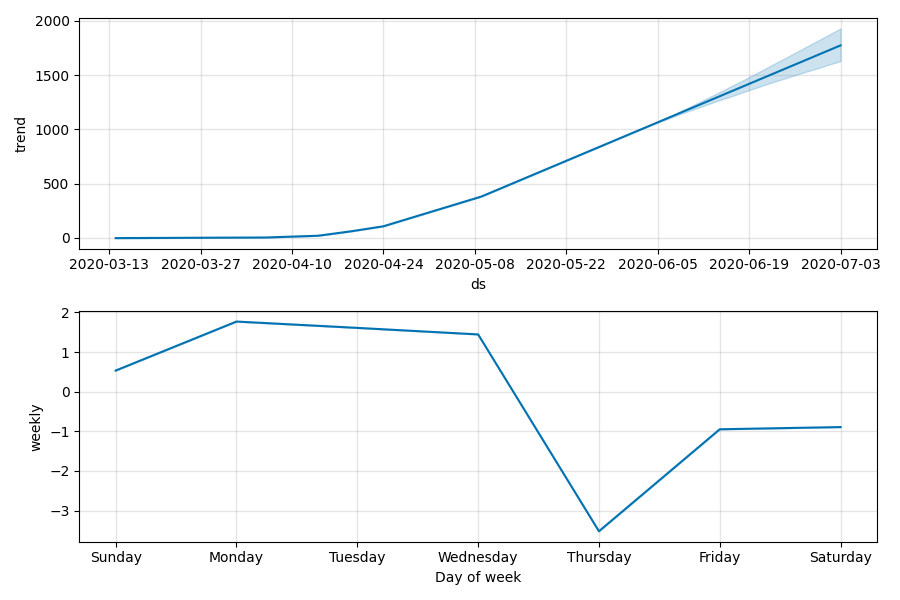 2000
1500
1000
500
0
trend
2020-03-13 2020-03-27 2020-04-10 2020-04-24 2020-05-08 2020-05-22 2020-06-05 2020-06-19 2020-07-03
ds
2
1
0
−1
−2
−3
weekly
Sunday Monday Tuesday Wednesday Thursday Friday Saturday
Day of week